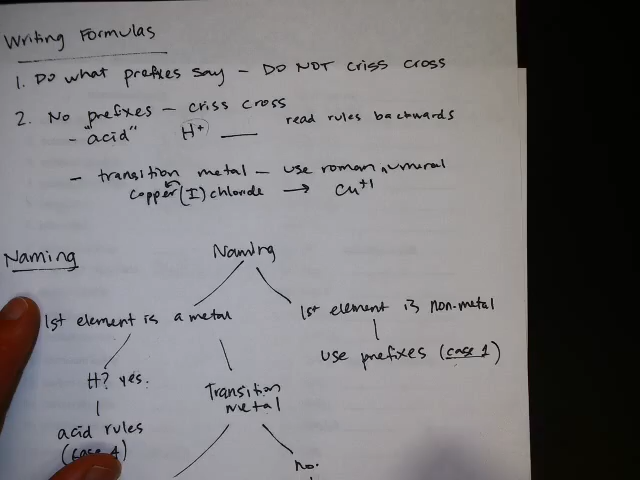 Writing Formulas
1. Do what prefixes say - DO NOT criss cross
2. No prefixes - criss cross
- "acid" H+ ___ read rules backwards
- transition metal - use roman numeral
copper (I) chloride → Cu+1
Naming
Naming
1st element is a metal
1st element is non-metal
use prefixes (case 1)
H? yes.
Transition metal
acid rules
(case 4)
No.